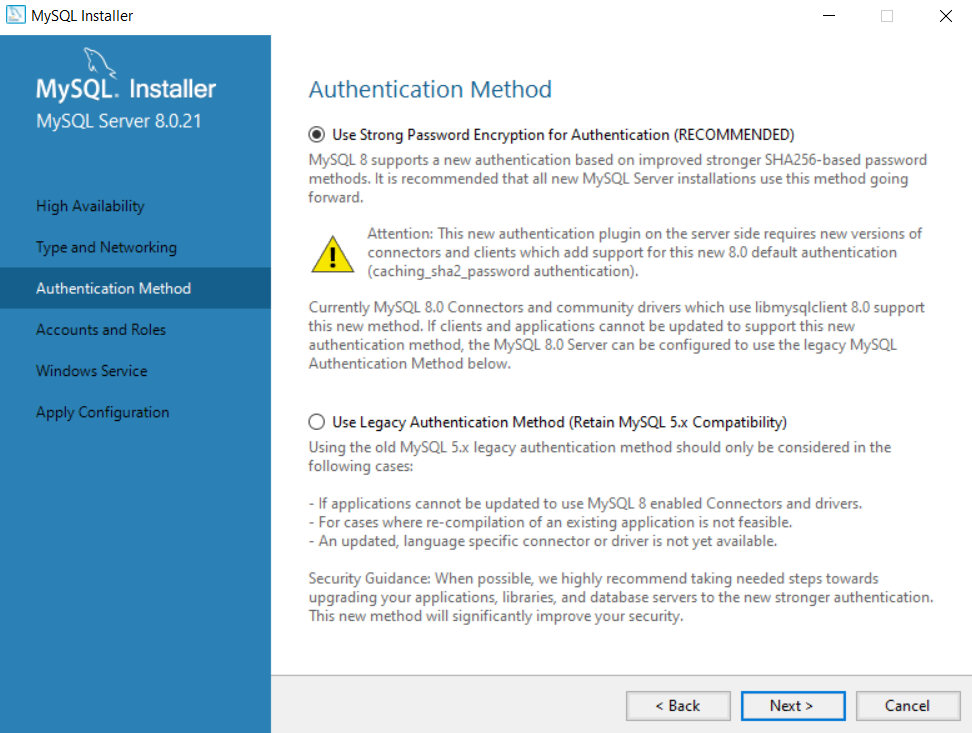 MySQL Installer
MySQL. Installer
MySQL Server 8.0.21
High Availability
Type and Networking
Authentication Method
Accounts and Roles
Windows Service
Apply Configuration
Authentication Method
Use Strong Password Encryption for Authentication (RECOMMENDED)
MySQL 8 supports a new authentication based on improved stronger SHA256-based password
methods. It is recommended that all new MySQL Server installations use this method going
forward.
Attention: This new authentication plugin on the server side requires new versions of
connectors and clients which add support for this new 8.0 default authentication
(caching_sha2_password authentication).
Currently MySQL 8.0 Connectors and community drivers which use libmysqlclient 8.0 support
this new method. If clients and applications cannot be updated to support this new
authentication method, the MySQL 8.0 Server can be configured to use the legacy MySQL
Authentication Method below.
Use Legacy Authentication Method (Retain MySQL 5.x Compatibility)
Using the old MySQL 5.x legacy authentication method should only be considered in the
following cases:
- If applications cannot be updated to use MySQL 8 enabled Connectors and drivers.
- For cases where re-compilation of an existing application is not feasible.
- An updated, language specific connector or driver is not yet available.
Security Guidance: When possible, we highly recommend taking needed steps towards
upgrading your applications, libraries, and database servers to the new stronger authentication.
This new method will significantly improve your security.
< Back
Next >
Cancel